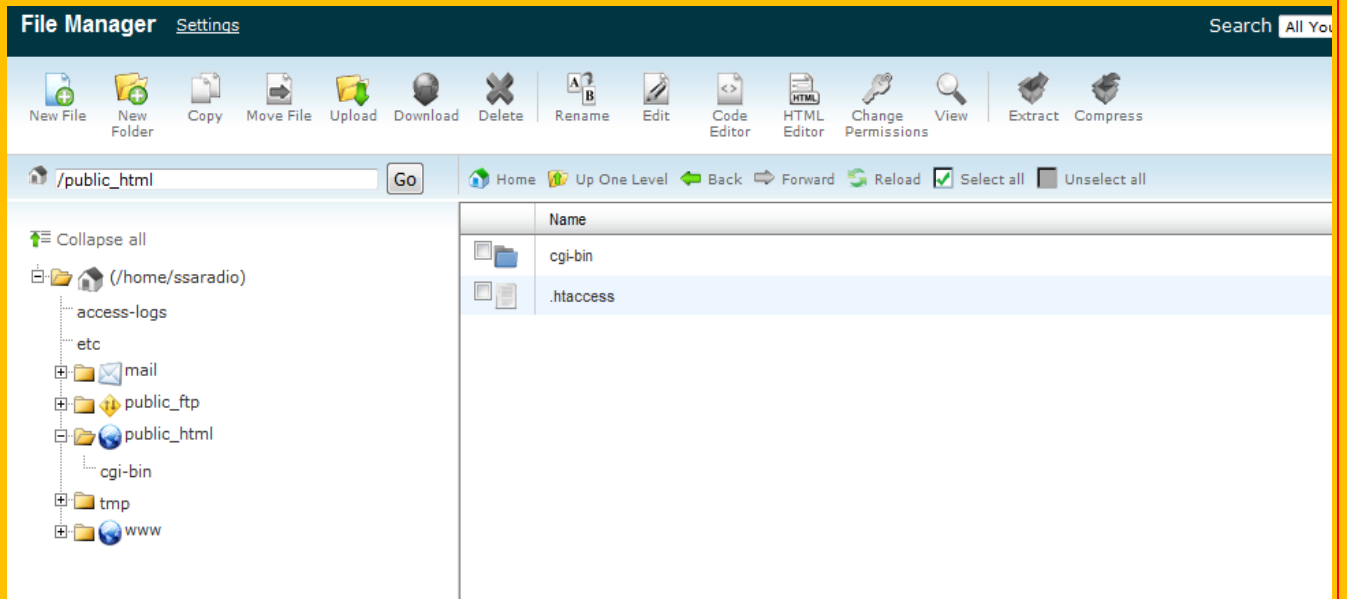 File Manager Settings Search All You
New File New Folder Copy Move File Upload Download Delete Rename Edit Code Editor HTML Editor Change Permissions View Extract Compress
/public_html Go Home Up One Level Back Forward Reload Select all Unselect all
Collapse all
(/home/ssaradio)
access-logs
etc
mail
public_ftp
public_html
cgi-bin
tmp
www
Name
cgi-bin
.htaccess